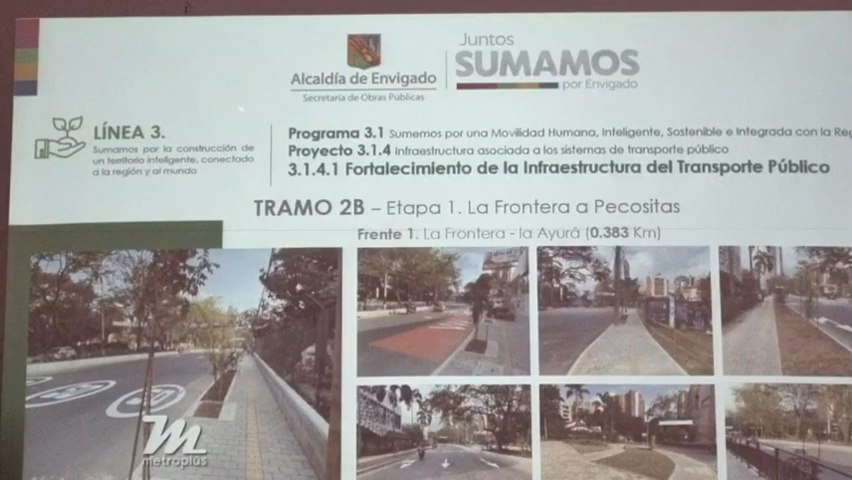 Alcaldía de Envigado
Secretaría de Obras Públicas
Juntos
SUMAMOS
por Envigado
LÍNEA 3.
Sumamos por la construcción de
un territorio inteligente, conectado
a la región y al mundo
Programa 3.1 Sumemos por una Movilidad Humana, Inteligente, Sostenible e Integrada con la Reg
Proyecto 3.1.4 Infraestructura asociada a los sistemas de transporte público
3.1.4.1 Fortalecimiento de la Infraestructura del Transporte Público
TRAMO 2B – Etapa 1. La Frontera a Pecositas
Frente 1. La Frontera - la Ayurá (0.383 Km)
metroplús